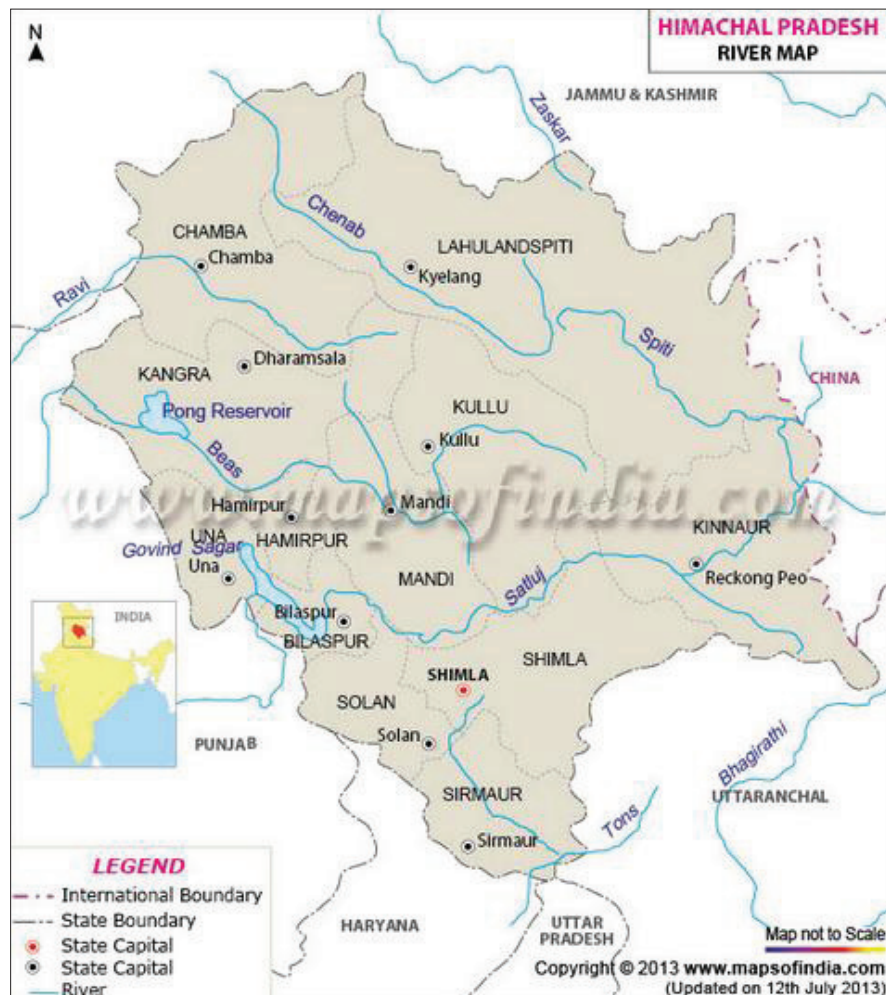 N
HIMACHAL PRADESH
RIVER MAP
JAMMU & KASHMIR
Zaskar
Chenab
CHAMBA
Chamba
LAHULANDSPITI
Kyelang
Ravi
Spiti
Dharamsala
KANGRA
CHINA
Pong Reservoir
KULLU
Kullu
Beas
www.mapsofindia.com
Hamirpur
Mandi
KINNAUR
UNA
HAMIRPUR
Govind Sagar
Una
MANDI
Satluj
Reckong Peo
INDIA
Bilaspur
BILASPUR
SHIMLA
SHIMLA
SOLAN
Solan
PUNJAB
Bhagirathi
UTTARANCHAL
SIRMAUR
Tons
Sirmaur
LEGEND
International Boundary
State Boundary
State Capital
State Capital
River
HARYANA
UTTAR
PRADESH
Map not to Scale
Copyright © 2013 www.mapsofindia.com
(Updated on 12th July 2013)